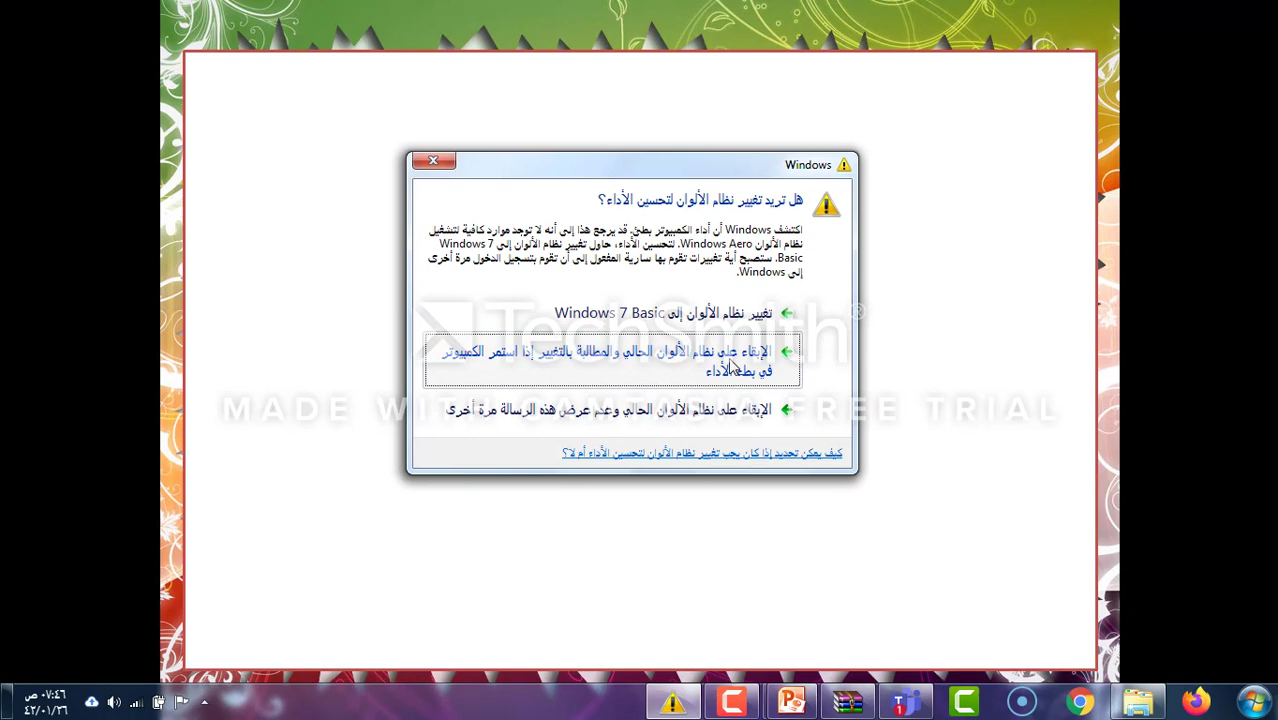 Windows
هل تريد تغيير نظام الألوان لتحسين الأداء؟
اكتشف Windows أن أداء الكمبيوتر بطئ. قد يرجع هذا إلى أنه لا توجد موارد كافية لتشغيل
نظام الألوان Windows Aero. لتحسين الأداء، حاول تغيير نظام الألوان إلى Windows 7
Basic. ستصبح أية تغييرات تقوم بها سارية المفعول إلى أن تقوم بتسجيل الدخول مرة أخرى
إلى Windows.
تغيير نظام الألوان إلى Windows 7 Basic
TechSmith®
الإبقاء على نظام الألوان الحالي والمطالبة بالتغيير إذا استمر الكمبيوتر
في بطء الأداء
الإبقاء على نظام الألوان الحالي وعدم عرض هذه الرسالة مرة أخرى
MADE WITH CAMTASIA FREE TRIAL
كيف يمكن تحديد إذا كان يجب تغيير نظام الألوان لتحسين الأداء أم لا؟
٠٧:٤٦ ص
٤٢/٠١/٢٦